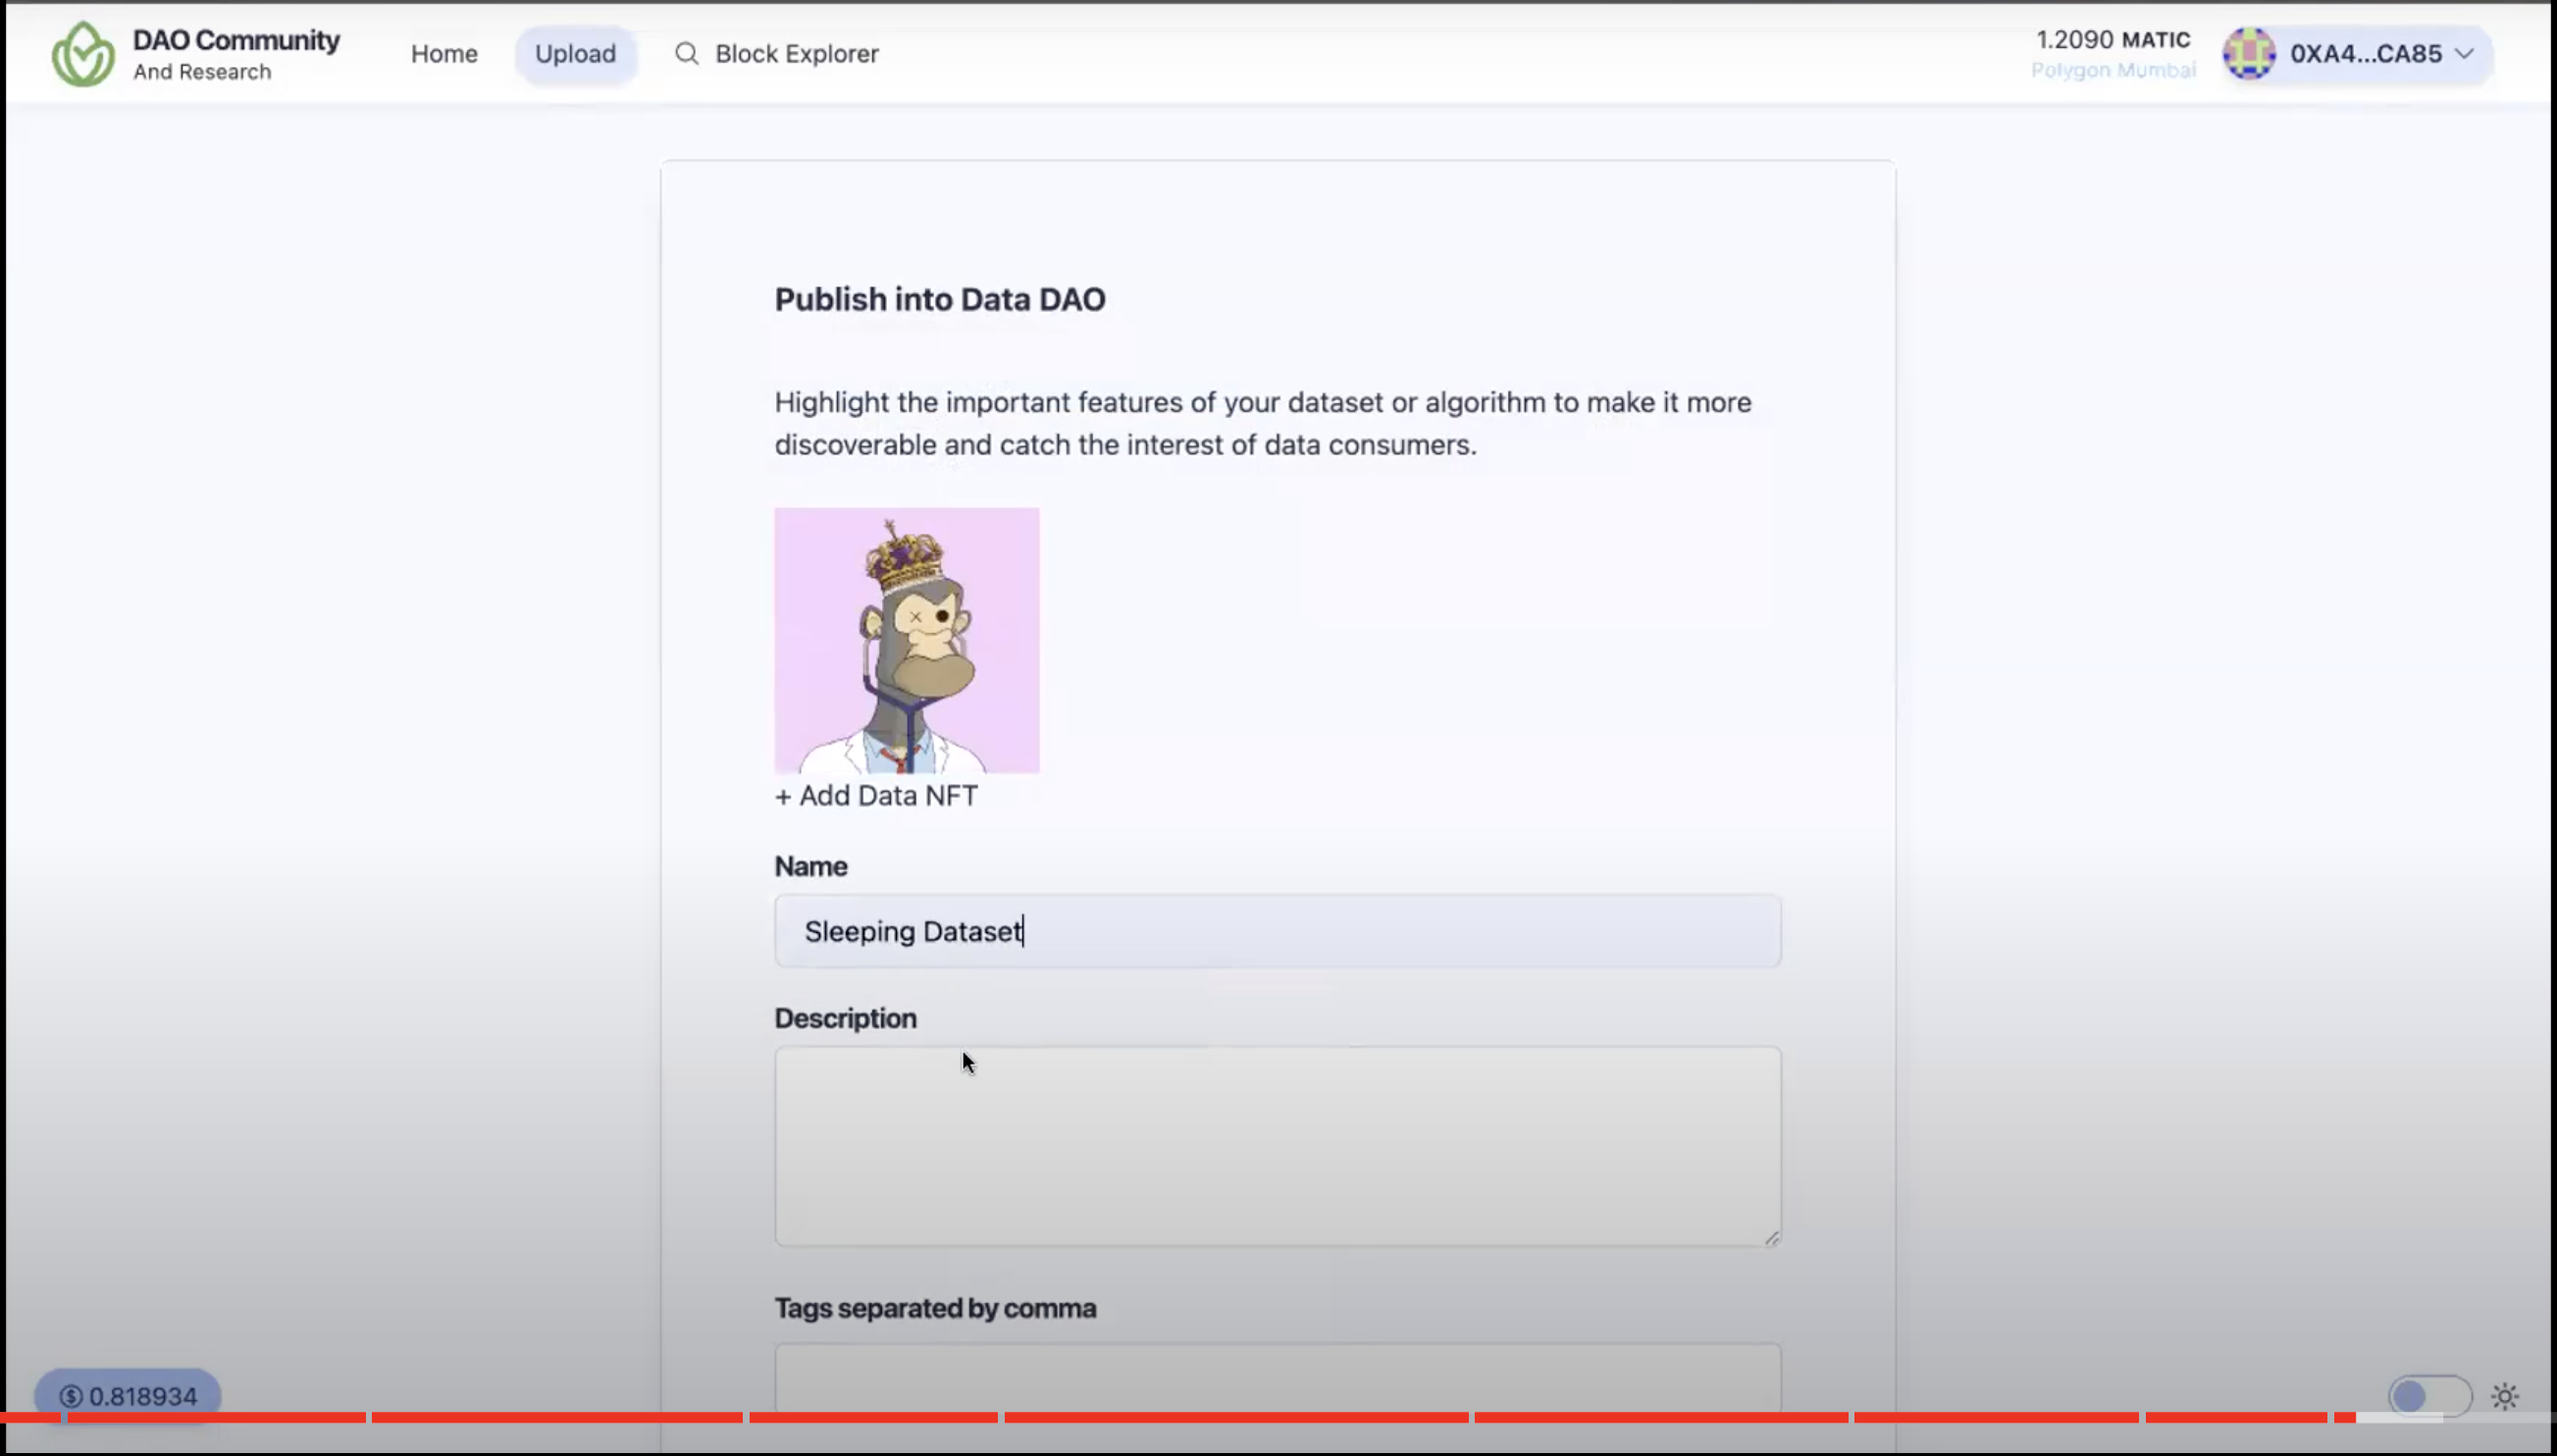 DAO Community
And Research
Home
Upload
Block Explorer
1.2090 MATIC
Polygon Mumbai
0XA4...CA85
Publish into Data DAO
Highlight the important features of your dataset or algorithm to make it more
discoverable and catch the interest of data consumers.
+ Add Data NFT
Name
Sleeping Dataset
Description
Tags separated by comma
$ 0.818934